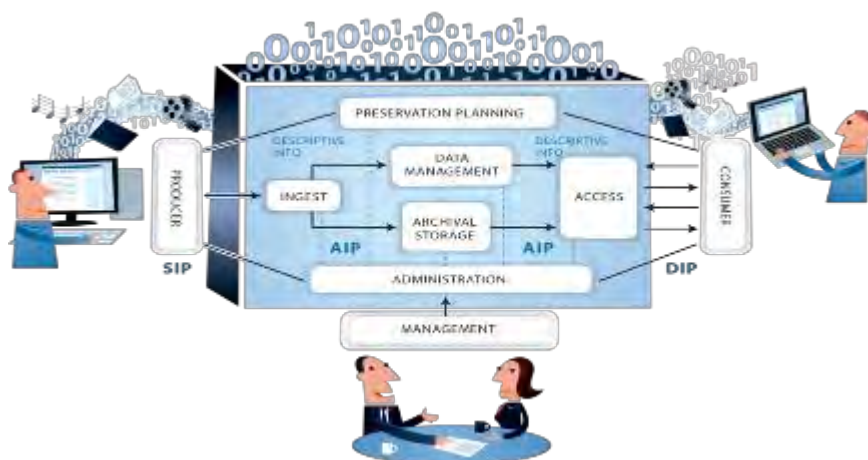 PRESERVATION PLANNING
DESCRIPTIVE
INFO
DESCRIPTIVE
INFO
DATA
MANAGEMENT
PRODUCER
INGEST
ACCESS
CONSUMER
ARCHIVAL
STORAGE
AIP
AIP
SIP
DIP
ADMINISTRATION
MANAGEMENT